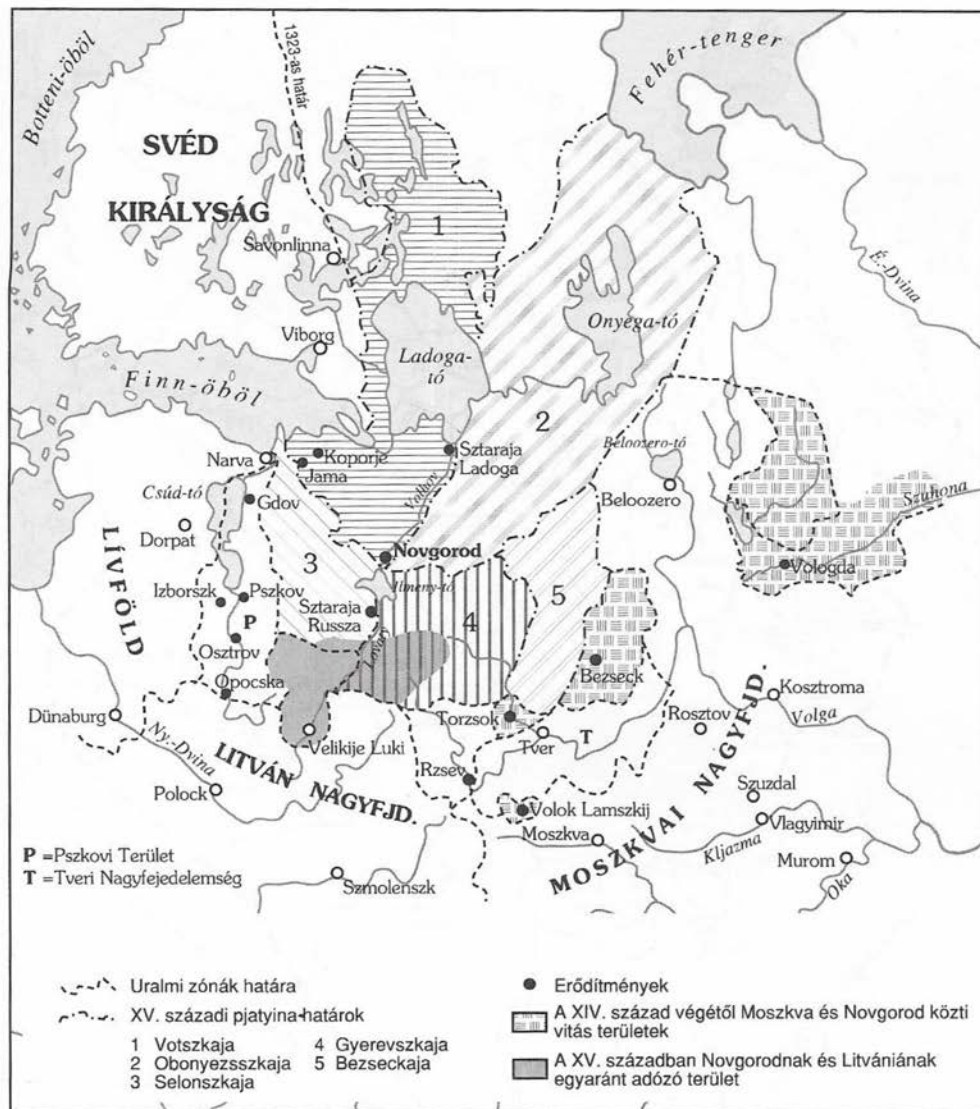 Botteni-öböl
1323-as határ
Fehér-tenger
SVÉD
KIRÁLYSÁG
1
Savonlinna
É.-Dvina
Onyega-tó
Viborg
Ladoga-
tó
Finn-öböl
2
Beloozero-tó
Narva
Koporje
Jama
Sztaraja
Ladoga
Volhov
Beloozero
Csúd-tó
Gdov
Szuhona
Dorpat
Novgorod
Vologda
LÍVFÖLD
3
Ilmeny-tó
5
Izborszk
Pszkov
Sztaraja
Russza
4
P
Osztrov
Lovaty
Bezseck
Opocska
Kosztroma
Dünaburg
Torzsok
Rosztov
Volga
Velikije Luki
Tver
T
Ny.-Dvina
LITVÁN NAGYFJD.
Rzsev
MOSZKVAI NAGYFJD.
Polock
Szuzdal
Volok Lamszkij
Vlagyimir
Moszkva
Kljazma
Murom
P =Pszkovi Terület
T =Tveri Nagyfejedelemség
Szmolenszk
Oka
Uralmi zónák határa
XV. századi pjatyina-határok
1 Votszkaja
2 Obonyezsszkaja
3 Selonszkaja
4 Gyerevszkaja
5 Bezseckaja
Erődítmények
A XIV. század végétől Moszkva és Novgorod közti
vitás területek
A XV. században Novgorodnak és Litvániának
egyaránt adózó terület